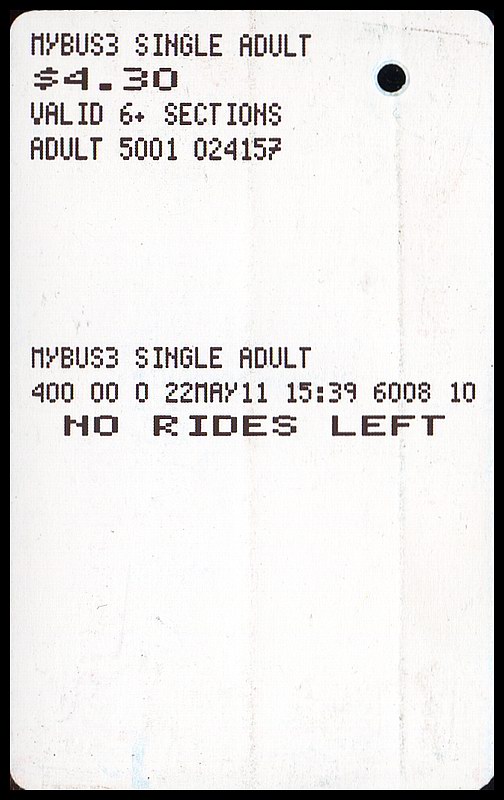 MYBUS3 SINGLE ADULT
$4.30
VALID 6+ SECTIONS
ADULT 5001 024157
MYBUS3 SINGLE ADULT
400 00 0 22MAY11 15:39 6008 10
NO RIDES LEFT